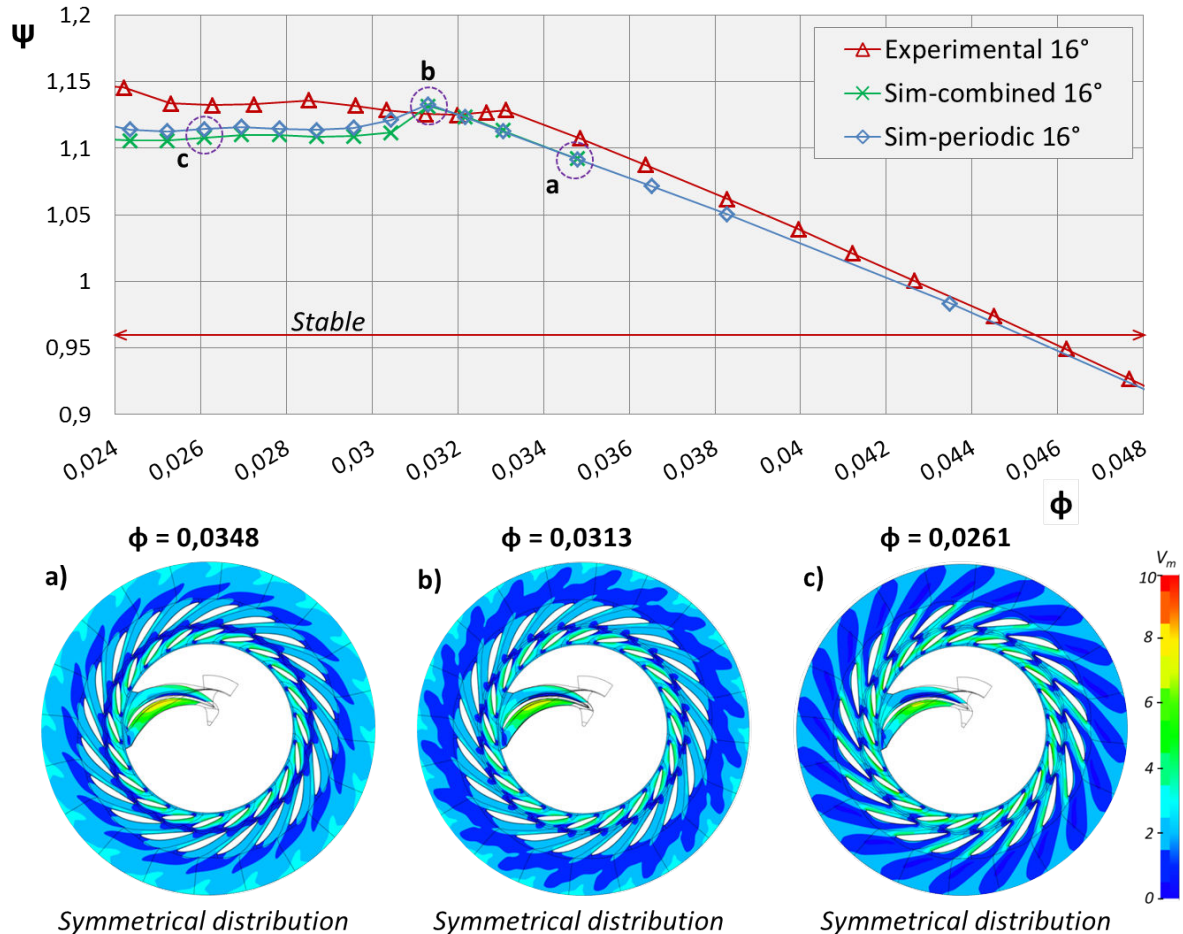 Ψ
1,2
1,15
1,1
1,05
1
0,95
0,9
Experimental 16°
Sim-combined 16°
Sim-periodic 16°
b
c
a
Stable
0,024
0,026
0,028
0,03
0,032
0,034
0,036
0,038
0,04
0,042
0,044
0,046
0,048
ϕ
ϕ = 0,0348
ϕ = 0,0313
ϕ = 0,0261
a)
b)
c)
Vm
10
8
6
4
2
0
Symmetrical distribution
Symmetrical distribution
Symmetrical distribution